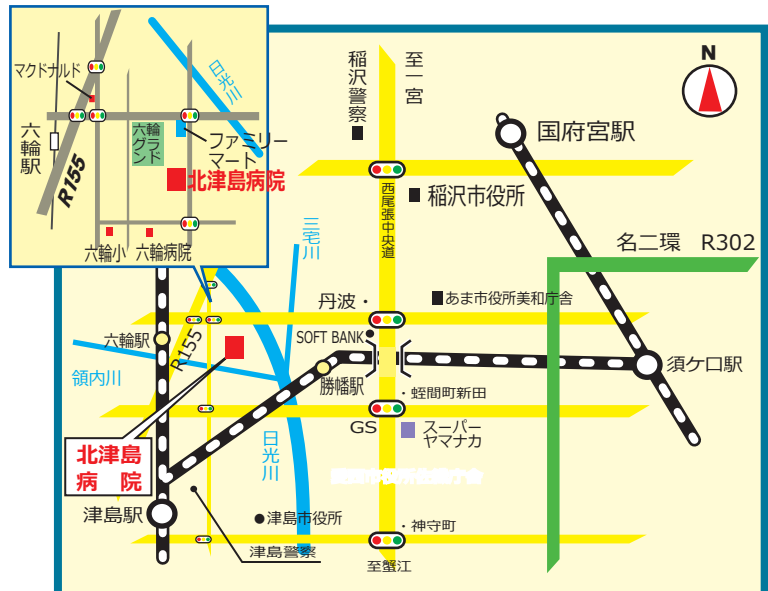 マクドナルド
六輪駅
R155
六輪
グラ
ンド
日光川
ファミリー
マート
北津島病院
六輪小
六輪病院
稲沢警察
至一宮
N
国府宮駅
西尾張中央道
稲沢市役所
名二環 R302
三宅川
丹波・
あま市役所美和庁舎
六輪駅
R155
SOFT BANK
領内川
勝幡駅
須ケ口駅
・蛭間町新田
GS
スーパー
ヤマナカ
北津島
病 院
日光川
津島駅
津島市役所
・神守町
津島警察
至蟹江